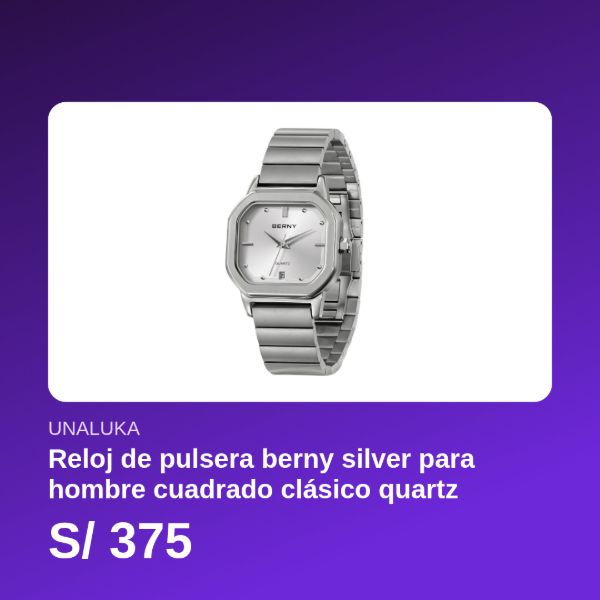 BERNY
QUARTZ
UNALUKA
Reloj de pulsera berny silver para
hombre cuadrado clásico quartz
S/ 375